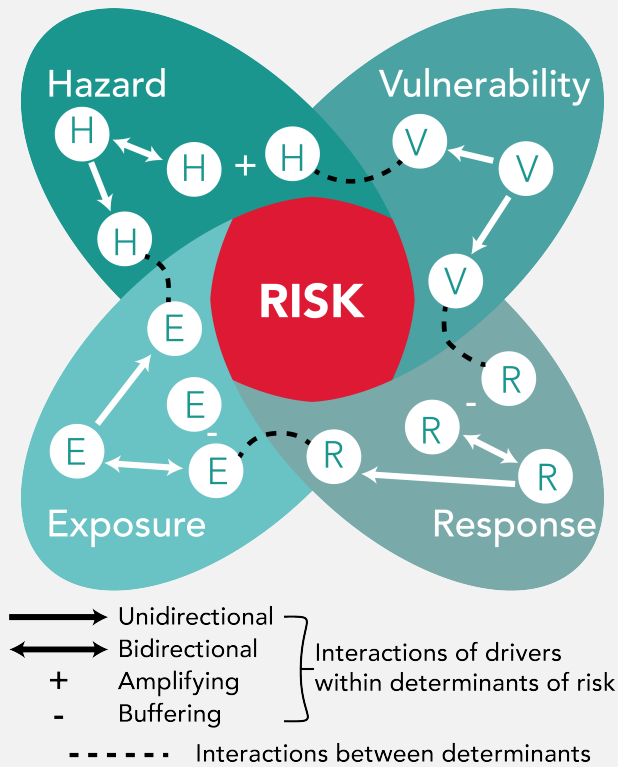 Hazard
Vulnerability
H
H + H
V
V
H
V
RISK
E
E
-
E
E
R
R
-
R
R
Exposure
Response
Unidirectional
Bidirectional
+ Amplifying
- Buffering
Interactions of drivers
within determinants of risk
Interactions between determinants